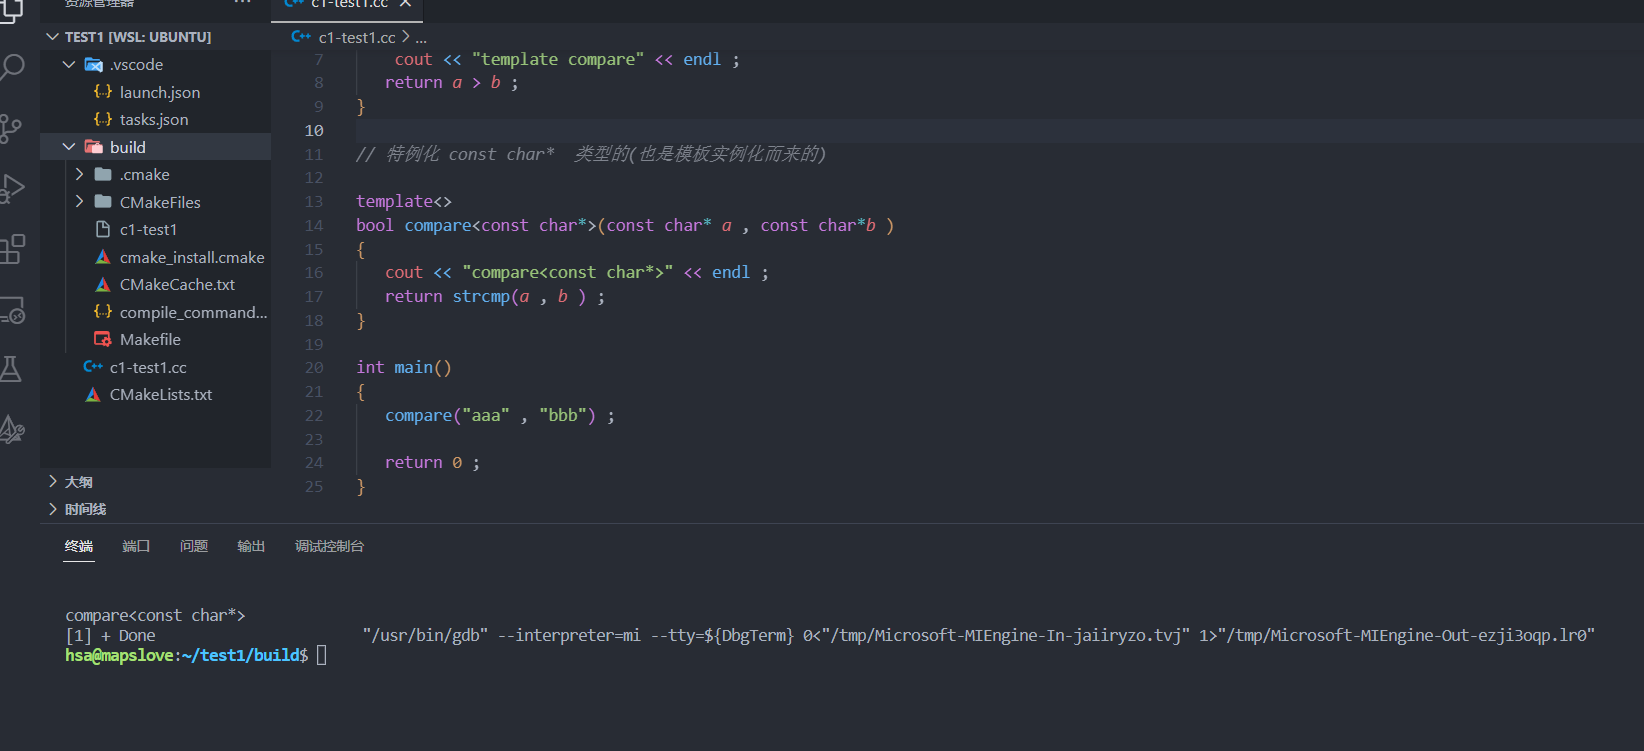 资源管理器 ...
TEST1 [WSL: UBUNTU]
.vscode
launch.json
tasks.json
build
.cmake
CMakeFiles
c1-test1
cmake_install.cmake
CMakeCache.txt
compile_command...
Makefile
c1-test1.cc
CMakeLists.txt
大纲
时间线
c1-test1.cc
c1-test1.cc > ...
7 cout << "template compare" << endl ;
8 return a > b ;
9 }
10
11 // 特例化 const char*  类型的(也是模板实例化而来的)
12
13 template<>
14 bool compare<const char*>(const char* a , const char*b )
15 {
16 cout << "compare<const char*>" << endl ;
17 return strcmp(a , b ) ;
18 }
19
20 int main()
21 {
22 compare("aaa" , "bbb") ;
23
24 return 0 ;
25 }
终端 端口 问题 输出 调试控制台
compare<const char*>
[1] + Done "/usr/bin/gdb" --interpreter=mi --tty=${DbgTerm} 0<"/tmp/Microsoft-MIEngine-In-jaiiryzo.tvj" 1>"/tmp/Microsoft-MIEngine-Out-ezji3oqp.lr0"
hsa@mapslove:~/test1/build$